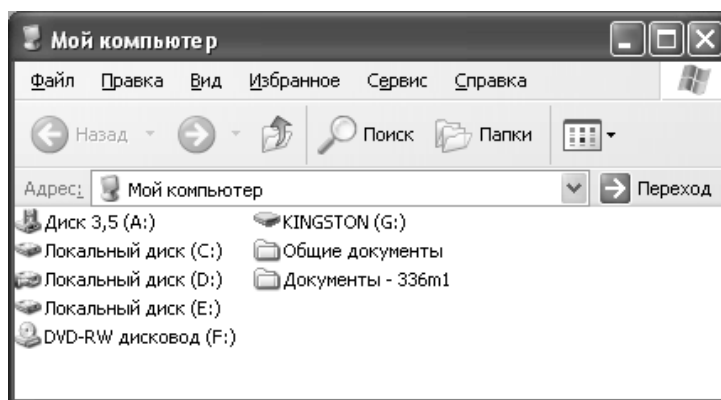 Мой компьютер
Файл Правка Вид Избранное Сервис Справка
Назад Поиск Папки
Адрес: Мой компьютер Переход
Диск 3,5 (A:) KINGSTON (G:)
Локальный диск (C:) Общие документы
Локальный диск (D:) Документы - 336m1
Локальный диск (E:)
DVD-RW дисковод (F:)